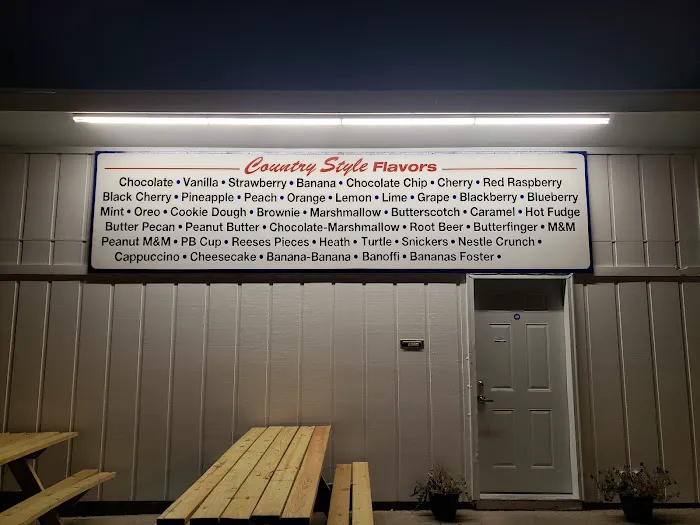 Country Style Flavors
Chocolate • Vanilla • Strawberry • Banana • Chocolate Chip • Cherry • Red Raspberry
Black Cherry • Pineapple • Peach • Orange • Lemon • Lime • Grape • Blackberry • Blueberry
Mint • Oreo • Cookie Dough • Brownie • Marshmallow • Butterscotch • Caramel • Hot Fudge
Butter Pecan • Peanut Butter • Chocolate-Marshmallow • Root Beer • Butterfinger • M&M
Peanut M&M • PB Cup • Reeses Pieces • Heath • Turtle • Snickers • Nestle Crunch •
Cappuccino • Cheesecake • Banana-Banana • Banoffi • Bananas Foster •